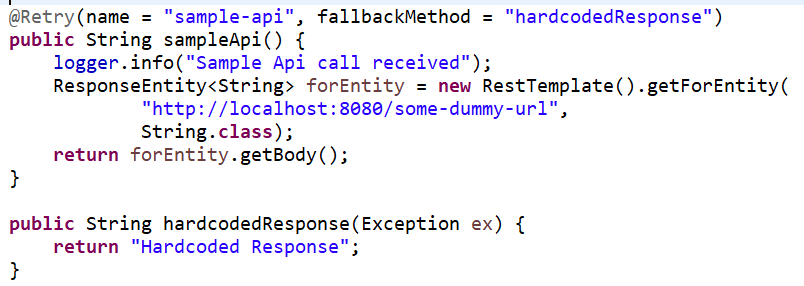 @Retry(name = "sample-api", fallbackMethod = "hardcodedResponse")
public String sampleApi() {
    logger.info("Sample Api call received");
    ResponseEntity<String> forEntity = new RestTemplate().getForEntity(
            "http://localhost:8080/some-dummy-url",
            String.class);
    return forEntity.getBody();
}

public String hardcodedResponse(Exception ex) {
    return "Hardcoded Response";
}